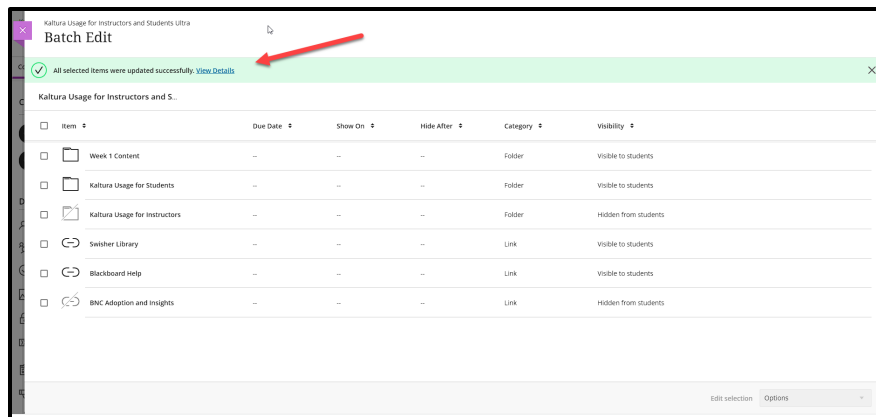 Kaltura Usage for Instructors and Students Ultra
Batch Edit
All selected items were updated successfully. View Details
Kaltura Usage for Instructors and S...
Item Due Date Show On Hide After Category Visibility
Week 1 Content -- -- -- Folder Visible to students
Kaltura Usage for Students -- -- -- Folder Visible to students
Kaltura Usage for Instructors -- -- -- Folder Hidden from students
Swisher Library -- -- -- Link Visible to students
Blackboard Help -- -- -- Link Visible to students
BNC Adoption and Insights -- -- -- Link Hidden from students
Edit selection Options